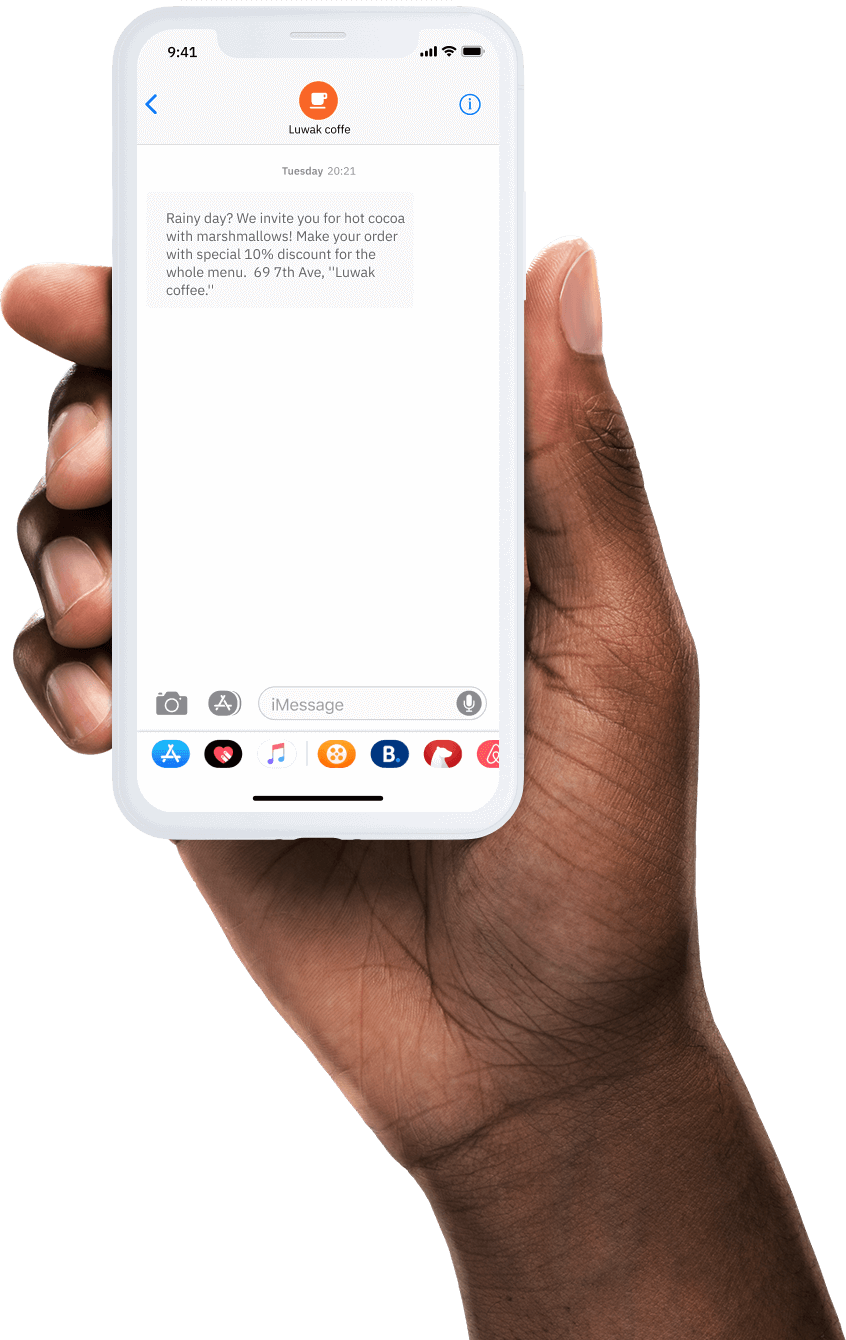 9:41
Luwak coffe
Tuesday 20:21
Rainy day? We invite you for hot cocoa
with marshmallows! Make your order
with special 10% discount for the
whole menu.  69 7th Ave, "Luwak
coffee."
iMessage
B.